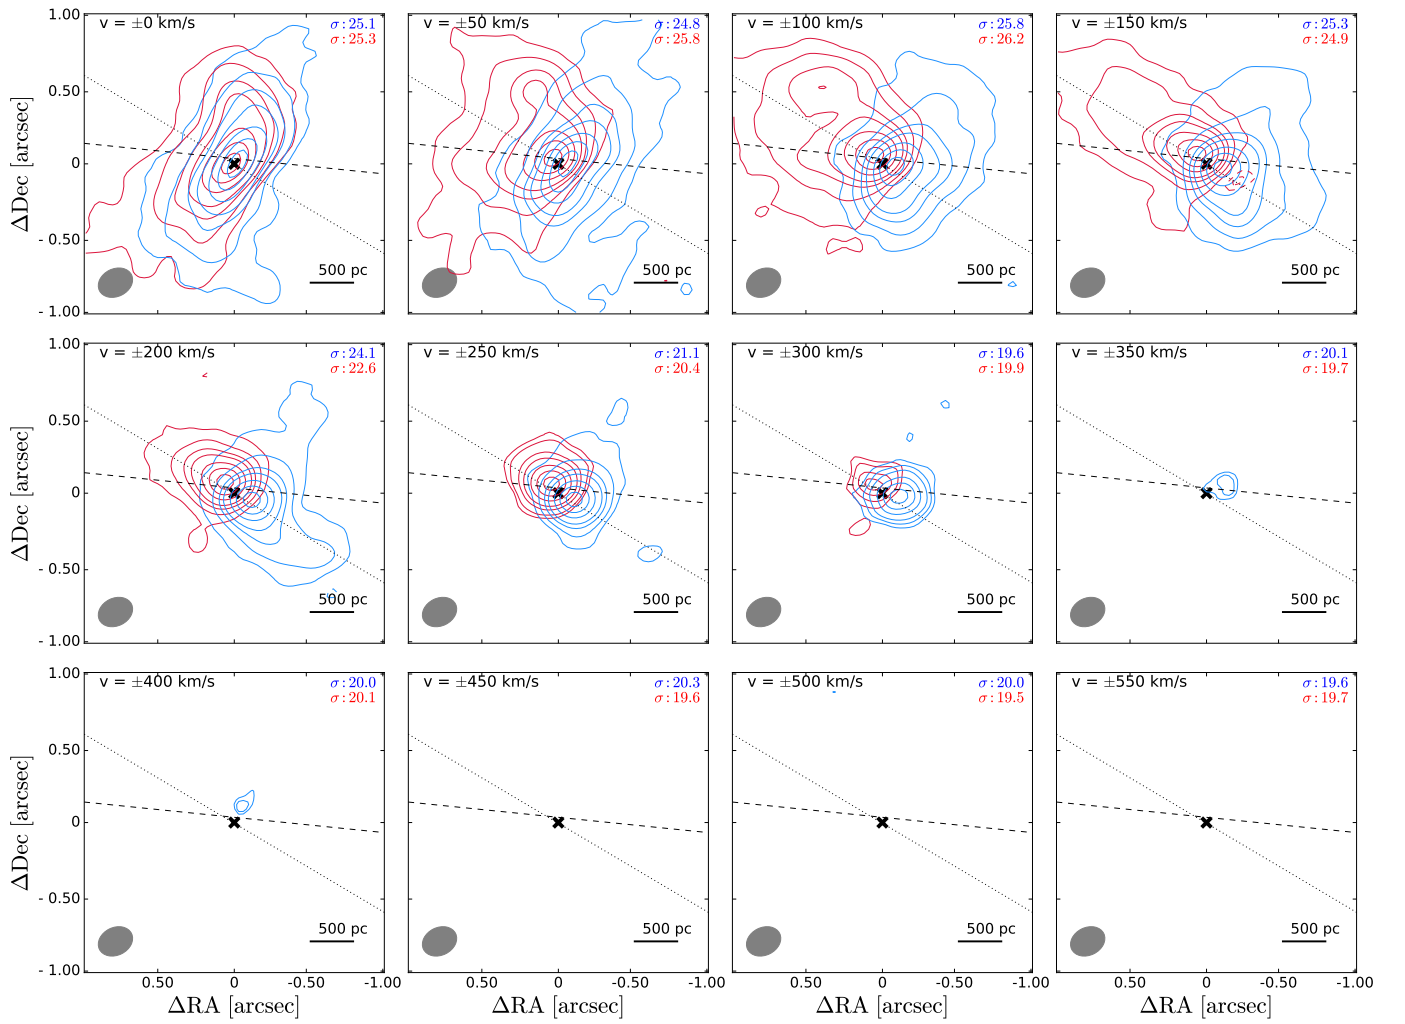 v = ±0 km/s σ : 25.1
σ : 25.3
v = ±50 km/s σ : 24.8
σ : 25.8
v = ±100 km/s σ : 25.8
σ : 26.2
v = ±150 km/s σ : 25.3
σ : 24.9
1.00
0.50
0
- 0.50
- 1.00
ΔDec [arcsec]
500 pc
500 pc
500 pc
500 pc
v = ±200 km/s σ : 24.1
σ : 22.6
v = ±250 km/s σ : 21.1
σ : 20.4
v = ±300 km/s σ : 19.6
σ : 19.9
v = ±350 km/s σ : 20.1
σ : 19.7
1.00
0.50
0
- 0.50
- 1.00
ΔDec [arcsec]
500 pc
500 pc
500 pc
500 pc
v = ±400 km/s σ : 20.0
σ : 20.1
v = ±450 km/s σ : 20.3
σ : 19.6
v = ±500 km/s σ : 20.0
σ : 19.5
v = ±550 km/s σ : 19.6
σ : 19.7
1.00
0.50
0
- 0.50
- 1.00
ΔDec [arcsec]
500 pc
500 pc
500 pc
500 pc
0.50 0 -0.50 -1.00
0.50 0 -0.50 -1.00
0.50 0 -0.50 -1.00
0.50 0 -0.50 -1.00
ΔRA [arcsec]
ΔRA [arcsec]
ΔRA [arcsec]
ΔRA [arcsec]